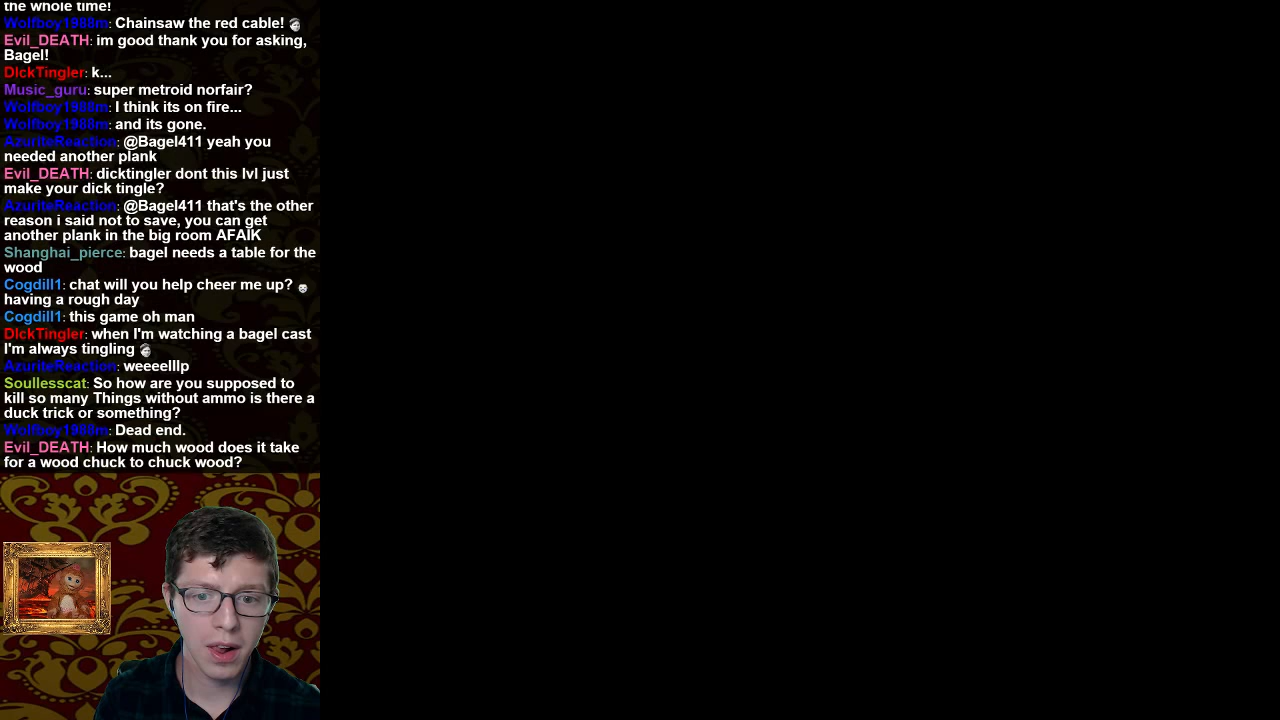 the whole time!
Wolfboy1988m: Chainsaw the red cable!
Evil_DEATH: im good thank you for asking,
Bagel!
DIckTingler: k...
Music_guru: super metroid norfair?
Wolfboy1988m: I think its on fire...
Wolfboy1988m: and its gone.
AzuriteReaction: @Bagel411 yeah you
needed another plank
Evil_DEATH: dicktingler dont this lvl just
make your dick tingle?
AzuriteReaction: @Bagel411 that's the other
reason i said not to save, you can get
another plank in the big room AFAIK
Shanghai_pierce: bagel needs a table for the
wood
Cogdill1: chat will you help cheer me up?
having a rough day
Cogdill1: this game oh man
DIckTingler: when I'm watching a bagel cast
I'm always tingling
AzuriteReaction: weeeelllp
Soullesscat: So how are you supposed to
kill so many Things without ammo is there a
duck trick or something?
Wolfboy1988m: Dead end.
Evil_DEATH: How much wood does it take
for a wood chuck to chuck wood?